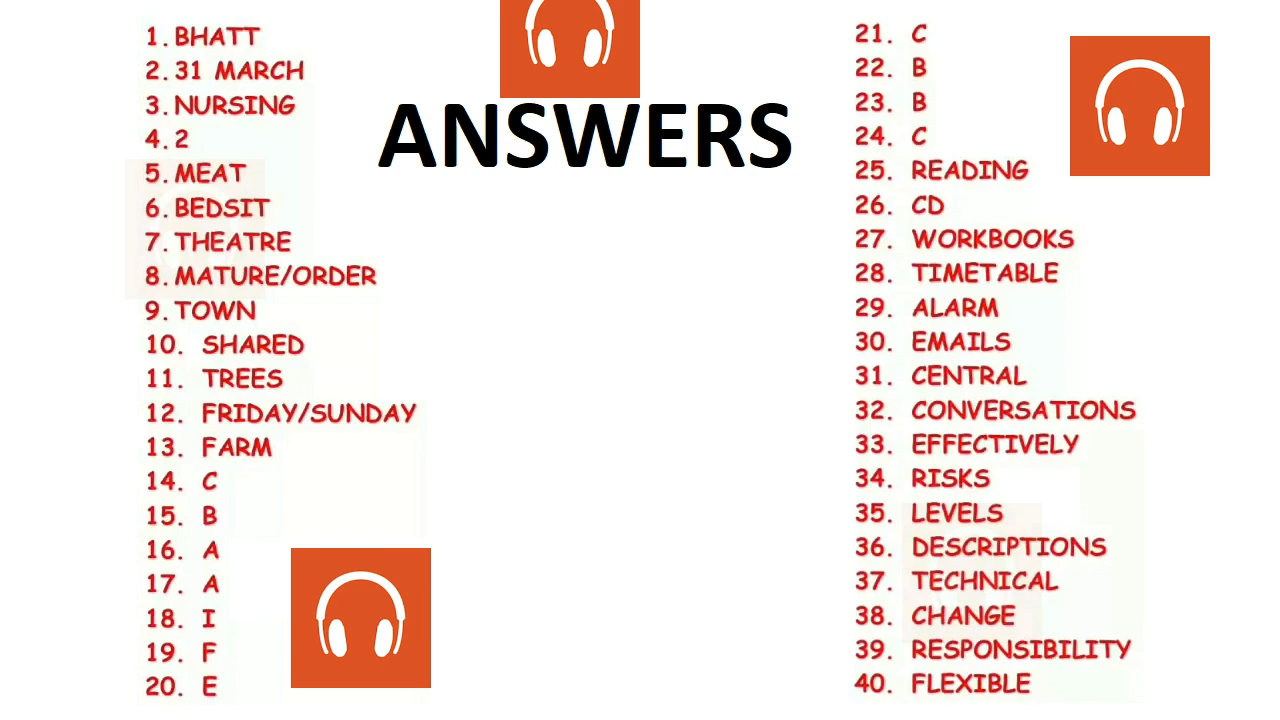 ANSWERS
1. BHATT
2. 31 MARCH
3. NURSING
4. 2
5. MEAT
6. BEDSIT
7. THEATRE
8. MATURE/ORDER
9. TOWN
10. SHARED
11. TREES
12. FRIDAY/SUNDAY
13. FARM
14. C
15. B
16. A
17. A
18. I
19. F
20. E
21. C
22. B
23. B
24. C
25. READING
26. CD
27. WORKBOOKS
28. TIMETABLE
29. ALARM
30. EMAILS
31. CENTRAL
32. CONVERSATIONS
33. EFFECTIVELY
34. RISKS
35. LEVELS
36. DESCRIPTIONS
37. TECHNICAL
38. CHANGE
39. RESPONSIBILITY
40. FLEXIBLE